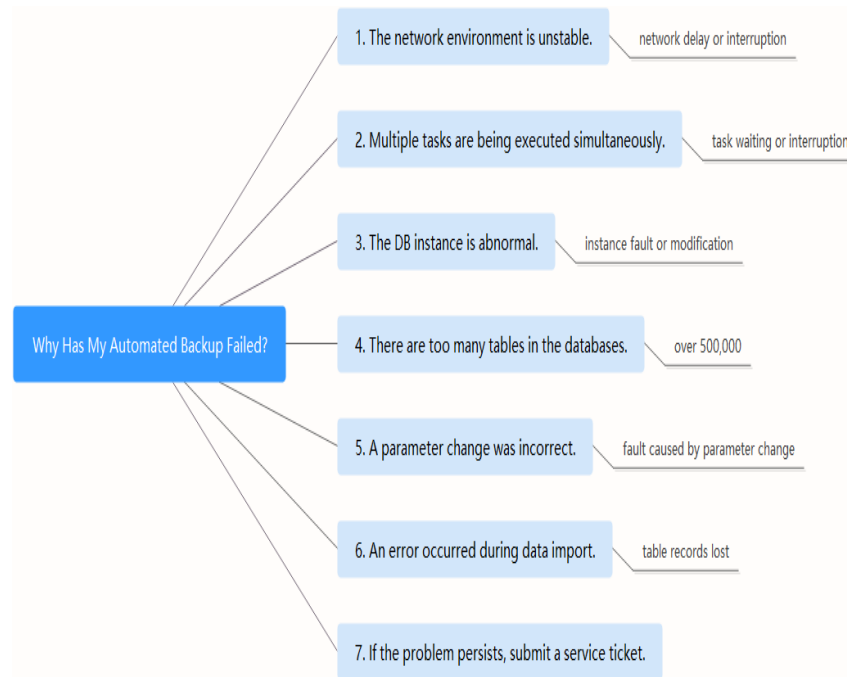 1. The network environment is unstable.
network delay or interruption
2. Multiple tasks are being executed simultaneously.
task waiting or interruption
3. The DB instance is abnormal.
instance fault or modification
Why Has My Automated Backup Failed?
4. There are too many tables in the databases.
over 500,000
5. A parameter change was incorrect.
fault caused by parameter change
6. An error occurred during data import.
table records lost
7. If the problem persists, submit a service ticket.